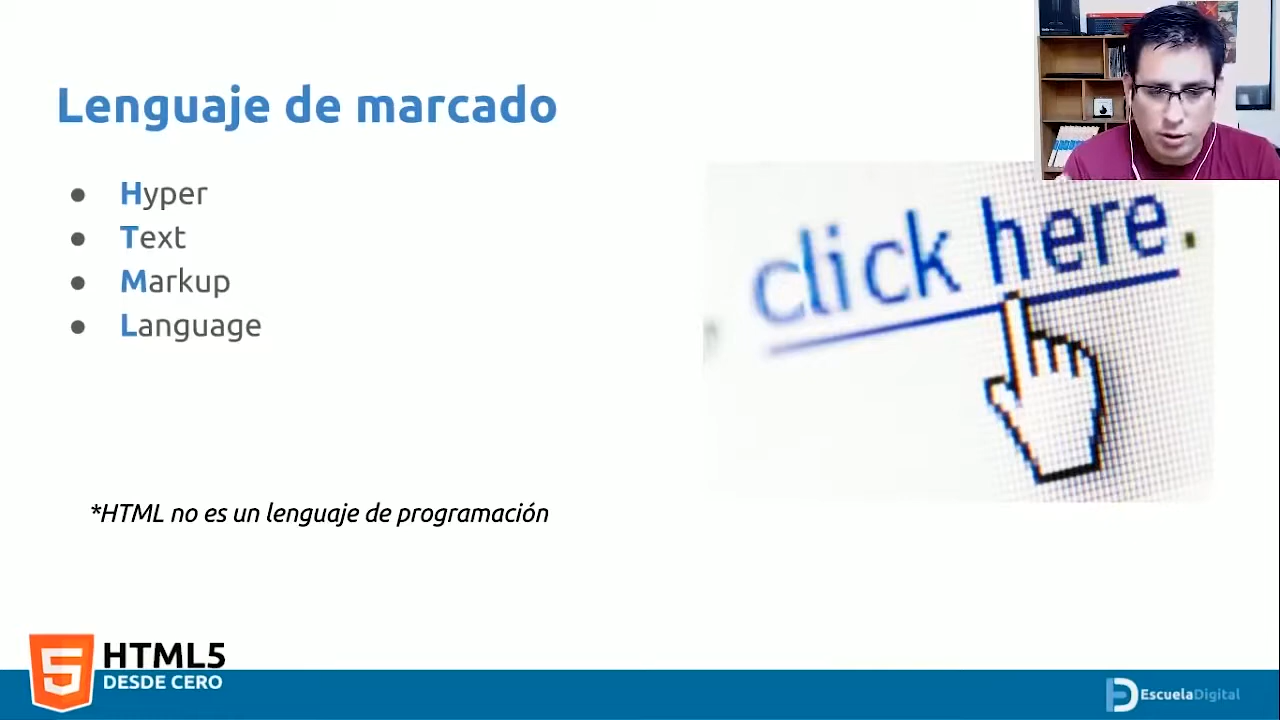 Lenguaje de marcado
● Hyper
● Text
● Markup
● Language
click here.
*HTML no es un lenguaje de programación
HTML5
DESDE CERO
EscuelaDigital